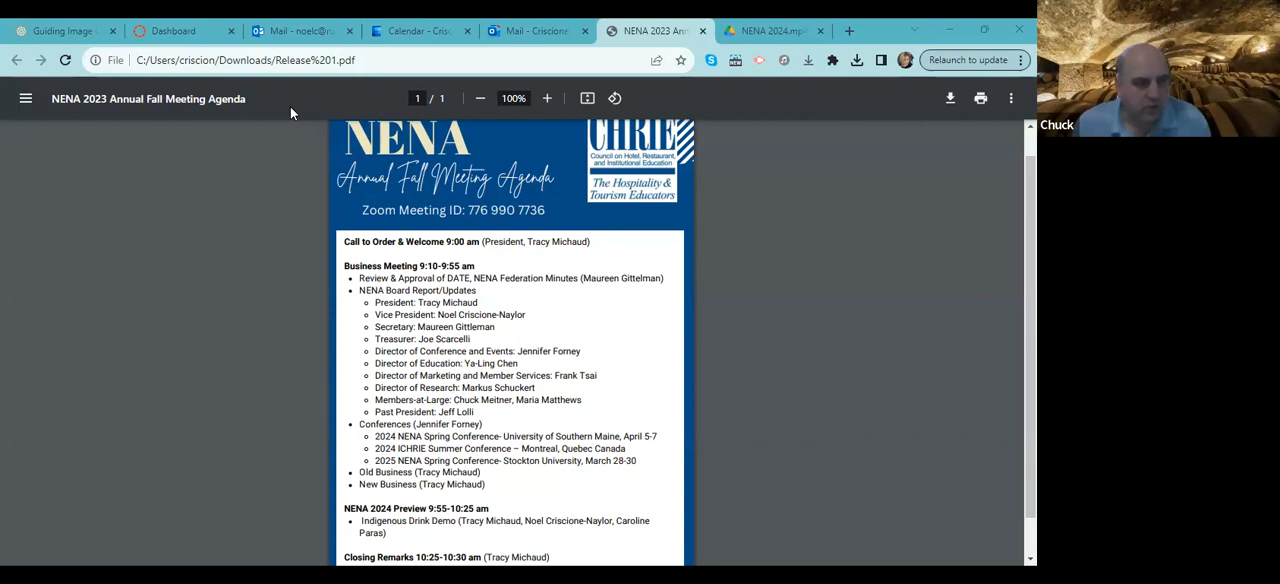 Guiding Image
Dashboard
Mail - noelc@ru
Calendar - Crisc
Mail - Criscione
NENA 2023 Ann
NENA 2024.mp4
File
C:/Users/criscion/Downloads/Release%201.pdf
NEW
Relaunch to update
NENA 2023 Annual Fall Meeting Agenda
1 / 1
100%
Chuck
NENA
Annual Fall Meeting Agenda
Zoom Meeting ID: 776 990 7736
CHRIE
Council on Hotel, Restaurant,
and Institutional Education
The Hospitality &
Tourism Educators
Call to Order & Welcome 9:00 am (President, Tracy Michaud)
Business Meeting 9:10-9:55 am
• Review & Approval of DATE, NENA Federation Minutes (Maureen Gittelman)
• NENA Board Report/Updates
○ President: Tracy Michaud
○ Vice President: Noel Criscione-Naylor
○ Secretary: Maureen Gittleman
○ Treasurer: Joe Scarcelli
○ Director of Conference and Events: Jennifer Forney
○ Director of Education: Ya-Ling Chen
○ Director of Marketing and Member Services: Frank Tsai
○ Director of Research: Markus Schuckert
○ Members-at-Large: Chuck Meitner, Maria Matthews
○ Past President: Jeff Lolli
• Conferences (Jennifer Forney)
○ 2024 NENA Spring Conference- University of Southern Maine, April 5-7
○ 2024 ICHRIE Summer Conference – Montreal, Quebec Canada
○ 2025 NENA Spring Conference- Stockton University, March 28-30
• Old Business (Tracy Michaud)
• New Business (Tracy Michaud)
NENA 2024 Preview 9:55-10:25 am
• Indigenous Drink Demo (Tracy Michaud, Noel Criscione-Naylor, Caroline
Paras)
Closing Remarks 10:25-10:30 am (Tracy Michaud)